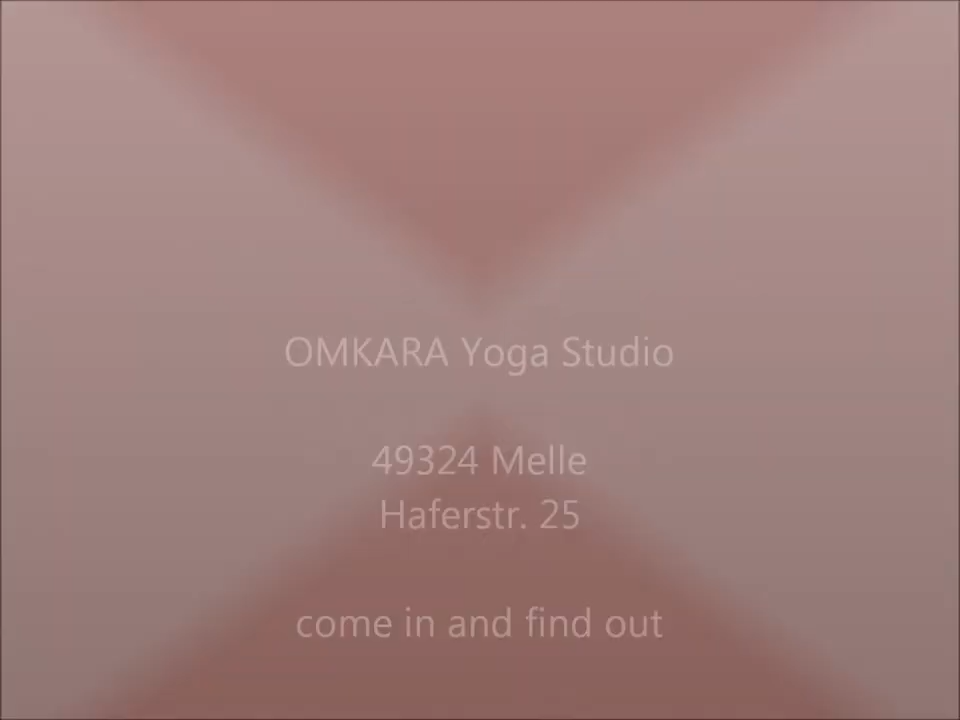 OMKARA Yoga Studio
49324 Melle
Haferstr. 25
come in and find out